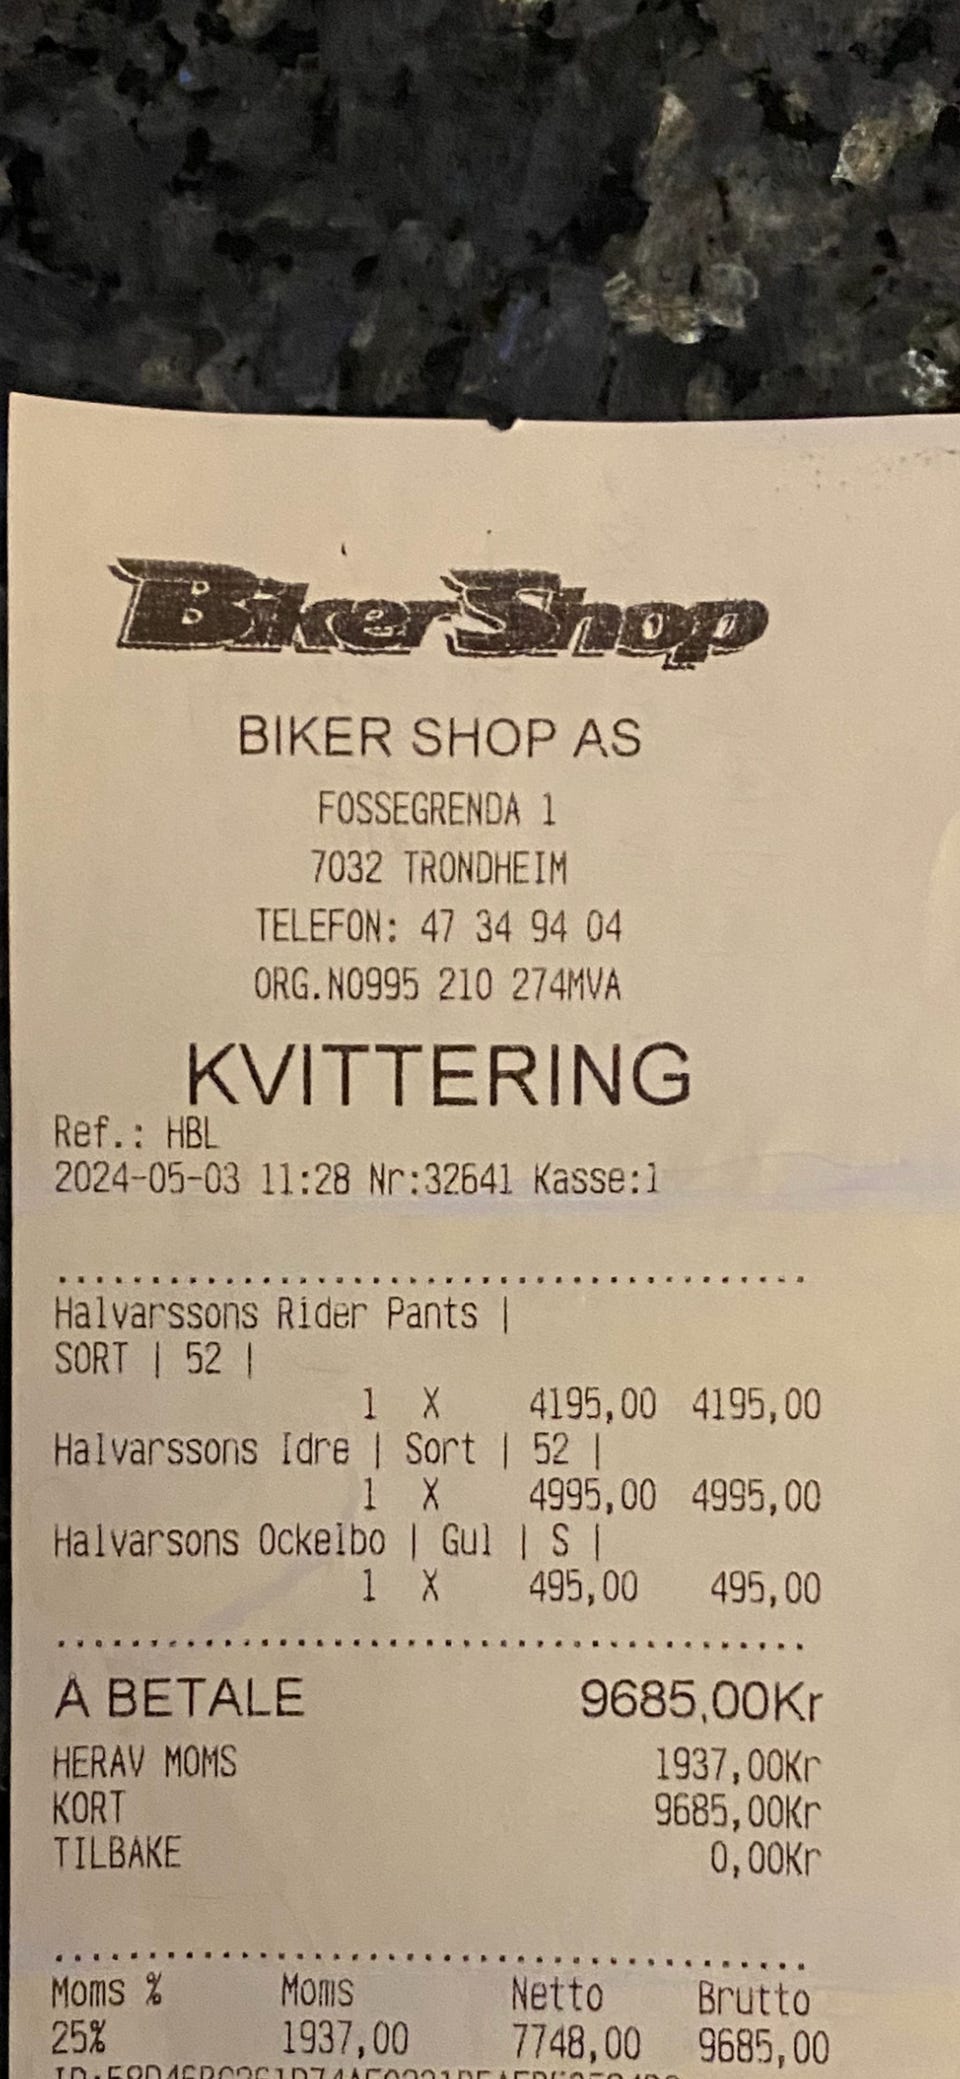 BikerShop
BIKER SHOP AS
FOSSEGRENDA 1
7032 TRONDHEIM
TELEFON: 47 34 94 04
ORG.NO995 210 274MVA
KVITTERING
Ref.: HBL
2024-05-03 11:28 Nr:32641 Kasse:1
Halvarssons Rider Pants |
SORT | 52 |
1 X 4195,00 4195,00
Halvarssons Idre | Sort | 52 |
1 X 4995,00 4995,00
Halvarsons Ockelbo | Gul | S |
1 X 495,00 495,00
Å BETALE 9685,00Kr
HERAV MOMS 1937,00Kr
KORT 9685,00Kr
TILBAKE 0,00Kr
Moms % Moms Netto Brutto
25% 1937,00 7748,00 9685,00